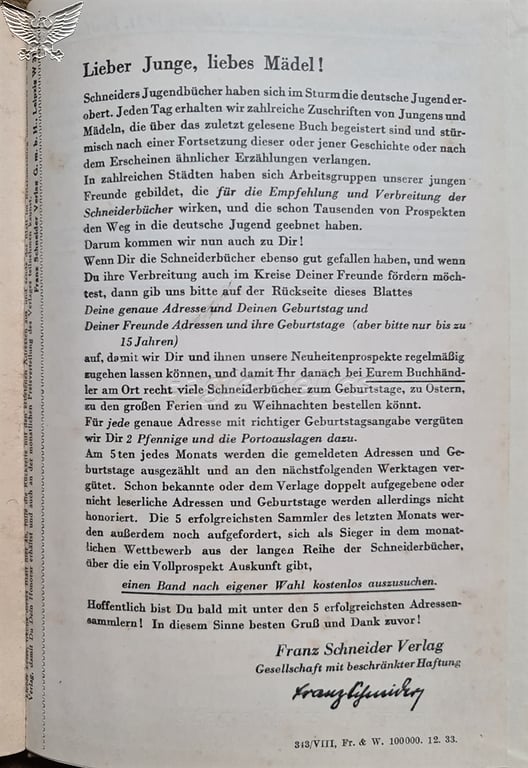 Lieber Junge, liebes Mädel!
Schneiders Jugendbücher haben sich im Sturm die deutsche Jugend er-
obert. Jeden Tag erhalten wir zahlreiche Zuschriften von Jungens und
Mädeln, die über das zuletzt gelesene Buch begeistert sind und stür-
misch nach einer Fortsetzung dieser oder jener Geschichte oder nach
dem Erscheinen ähnlicher Erzählungen verlangen.
In zahlreichen Städten haben sich Arbeitsgruppen unserer jungen
Freunde gebildet, die für die Empfehlung und Verbreitung der
Schneiderbücher wirken, und die schon Tausenden von Prospekten
den Weg in die deutsche Jugend geebnet haben.
Darum kommen wir nun auch zu Dir!
Wenn Dir die Schneiderbücher ebenso gut gefallen haben, und wenn
Du ihre Verbreitung auch im Kreise Deiner Freunde fördern möch-
test, dann gib uns bitte auf der Rückseite dieses Blattes
Deine genaue Adresse und Deinen Geburtstag und
Deiner Freunde Adressen und ihre Geburtstage (aber bitte nur bis zu
15 Jahren)
auf, damit wir Dir und ihnen unsere Neuheitenprospekte regelmäßig
zugehen lassen können, und damit Ihr danach bei Eurem Buchhänd-
ler am Ort recht viele Schneiderbücher zum Geburtstage, zu Ostern,
zu den großen Ferien und zu Weihnachten bestellen könnt.
Für jede genaue Adresse mit richtiger Geburtstagsangabe vergüten
wir Dir 2 Pfennige und die Portoauslagen dazu.
Am 5ten jedes Monats werden die gemeldeten Adressen und Ge-
burtstage ausgezählt und an den nächstfolgenden Werktagen ver-
gütet. Schon bekannte oder dem Verlage doppelt aufgegebene oder
nicht leserliche Adressen und Geburtstage werden allerdings nicht
honoriert. Die 5 erfolgreichsten Sammler des letzten Monats wer-
den außerdem noch aufgefordert, sich als Sieger in dem monat-
lichen Wettbewerb aus der langen Reihe der Schneiderbücher,
über die ein Vollprospekt Auskunft gibt,
einen Band nach eigener Wahl kostenlos auszusuchen.
Hoffentlich bist Du bald mit unter den 5 erfolgreichsten Adressen-
sammlern! In diesem Sinne besten Gruß und Dank zuvor!
Franz Schneider Verlag
Gesellschaft mit beschränkter Haftung
Franz Schneider
343/VIII, Fr. & W. 100000. 12. 33.
Franz Schneider Verlag G. m. b. H., Leipzig W 3